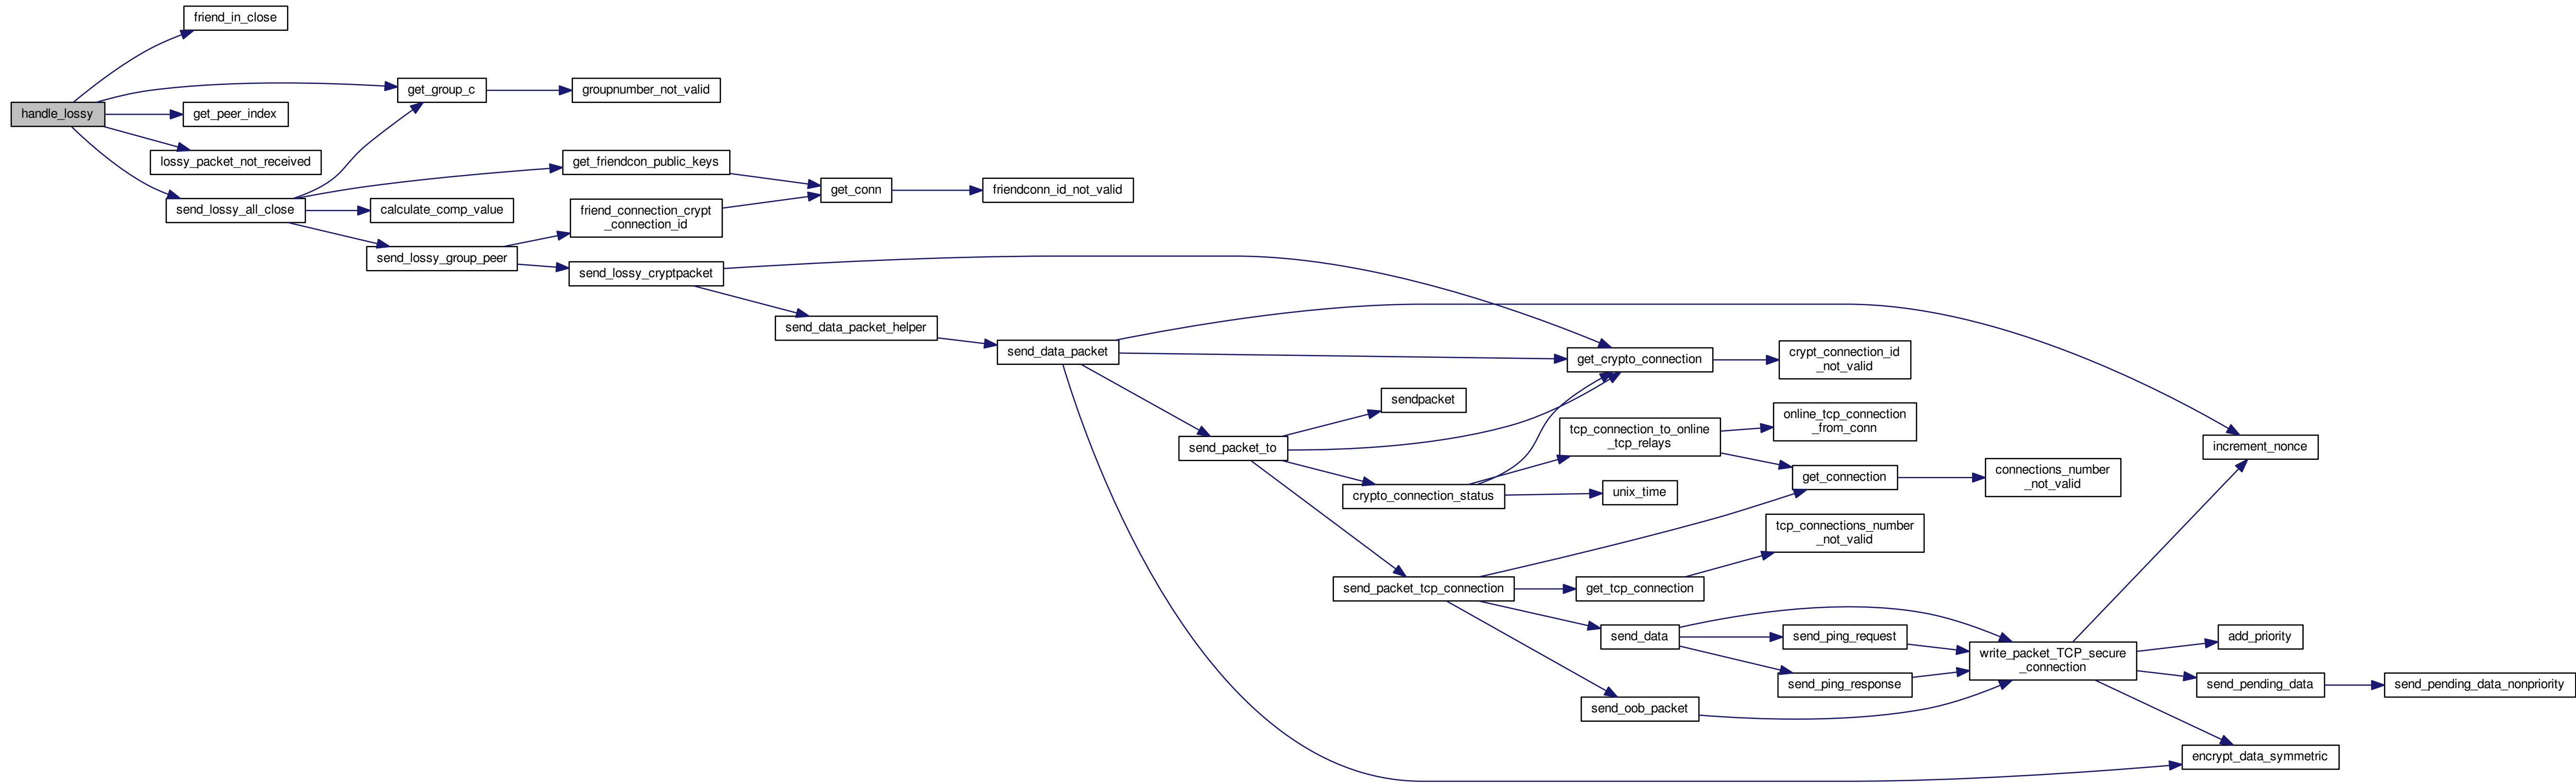 friend_in_close
handle_lossy
get_group_c
groupnumber_not_valid
get_peer_index
lossy_packet_not_received
send_lossy_all_close
get_friendcon_public_keys
get_conn
friendconn_id_not_valid
calculate_comp_value
friend_connection_crypt
_connection_id
send_lossy_group_peer
send_lossy_cryptpacket
send_data_packet_helper
send_data_packet
get_crypto_connection
crypt_connection_id
_not_valid
sendpacket
send_packet_to
tcp_connection_to_online
_tcp_relays
online_tcp_connection
_from_conn
increment_nonce
crypto_connection_status
unix_time
get_connection
connections_number
_not_valid
tcp_connections_number
_not_valid
send_packet_tcp_connection
get_tcp_connection
send_data
send_ping_request
send_ping_response
send_oob_packet
write_packet_TCP_secure
_connection
add_priority
send_pending_data
send_pending_data_nonpriority
encrypt_data_symmetric